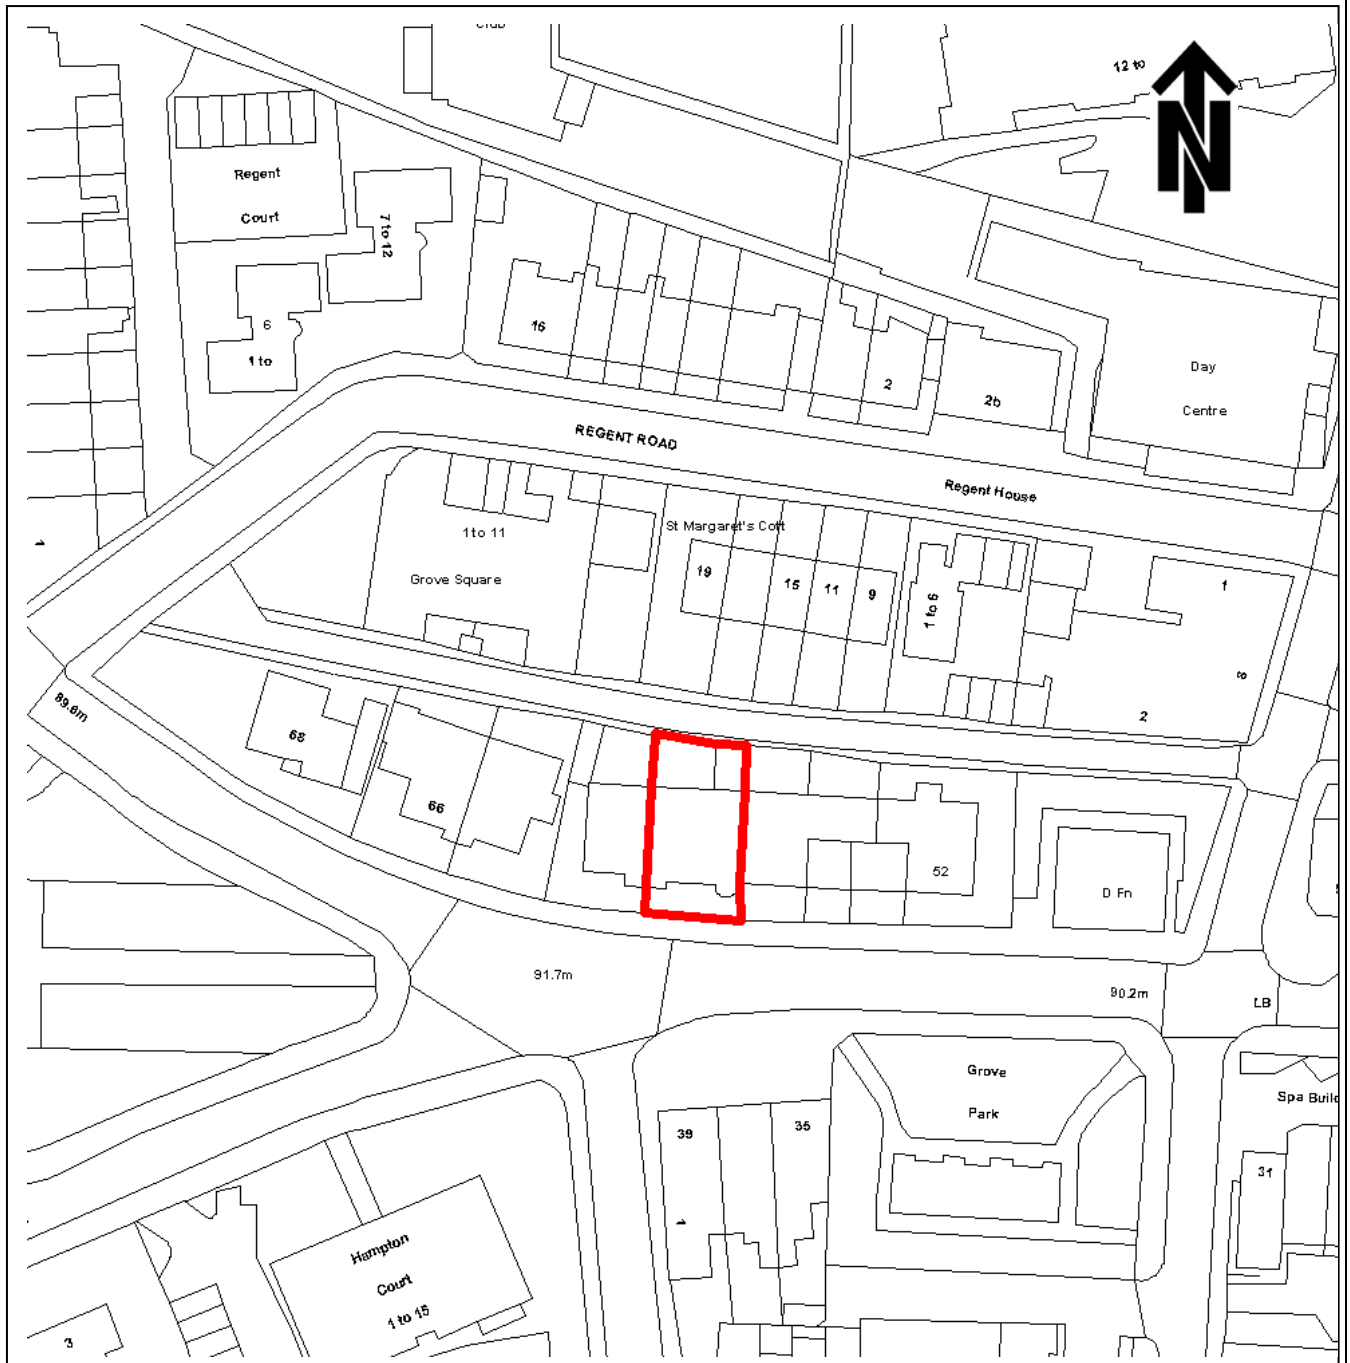 Club
12 to
N
Regent
Court
7 to 12
6
1 to
16
2
2b
Day
Centre
REGENT ROAD
Regent House
1 to 11
St Margaret's Cott
Grove Square
19
15
11
9
1 to 6
1
8
2
89.6m
68
66
52
D Fn
91.7m
90.2m
LB
Grove
Park
Spa Build
39
35
31
1
Hampton
Court
1 to 15
3